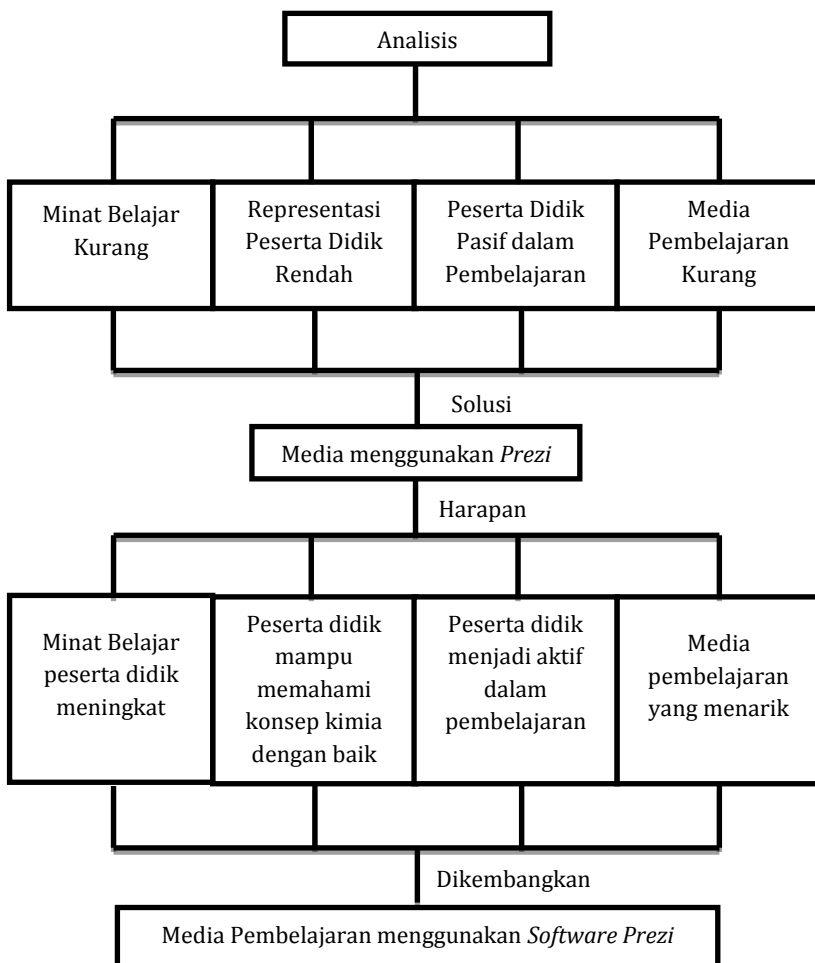 Analisis
Minat Belajar
Kurang
Representasi
Peserta Didik
Rendah
Peserta Didik
Pasif dalam
Pembelajaran
Media
Pembelajaran
Kurang
Solusi
Media menggunakan Prezi
Harapan
Minat Belajar
peserta didik
meningkat
Peserta didik
mampu
memahami
konsep kimia
dengan baik
Peserta didik
menjadi aktif
dalam
pembelajaran
Media
pembelajaran
yang menarik
Dikembangkan
Media Pembelajaran menggunakan Software Prezi